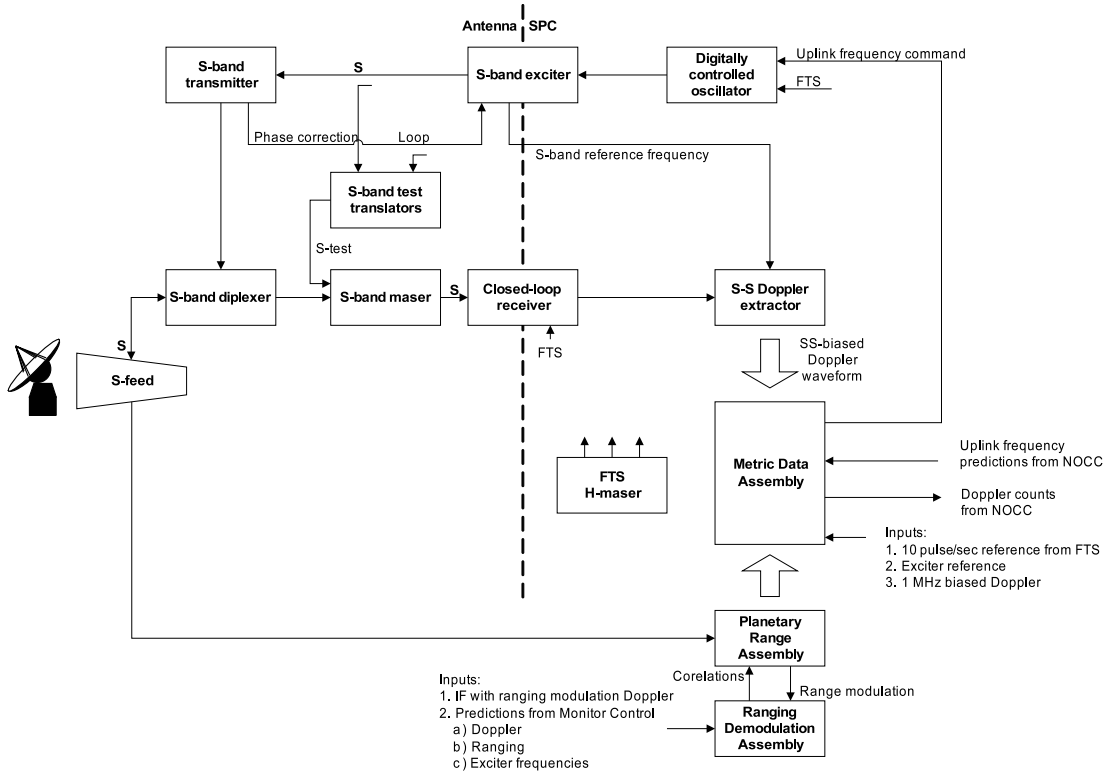 Antenna SPC
S-band
transmitter
S
S-band exciter
Digitally
controlled
oscillator
Uplink frequency command
FTS
Phase correction
Loop
S-band reference frequency
S-band test
translators
S-test
S-band diplexer
S-band maser
S
Closed-loop
receiver
S-S Doppler
extractor
FTS
S
S-feed
SS-biased
Doppler
waveform
FTS
H-maser
Metric Data
Assembly
Uplink frequency
predictions from NOCC
Doppler counts
from NOCC
Inputs:
1. 10 pulse/sec reference from FTS
2. Exciter reference
3. 1 MHz biased Doppler
Planetary
Range
Assembly
Corelations
Range modulation
Inputs:
1. IF with ranging modulation Doppler
2. Predictions from Monitor Control
a) Doppler
b) Ranging
c) Exciter frequencies
Ranging
Demodulation
Assembly